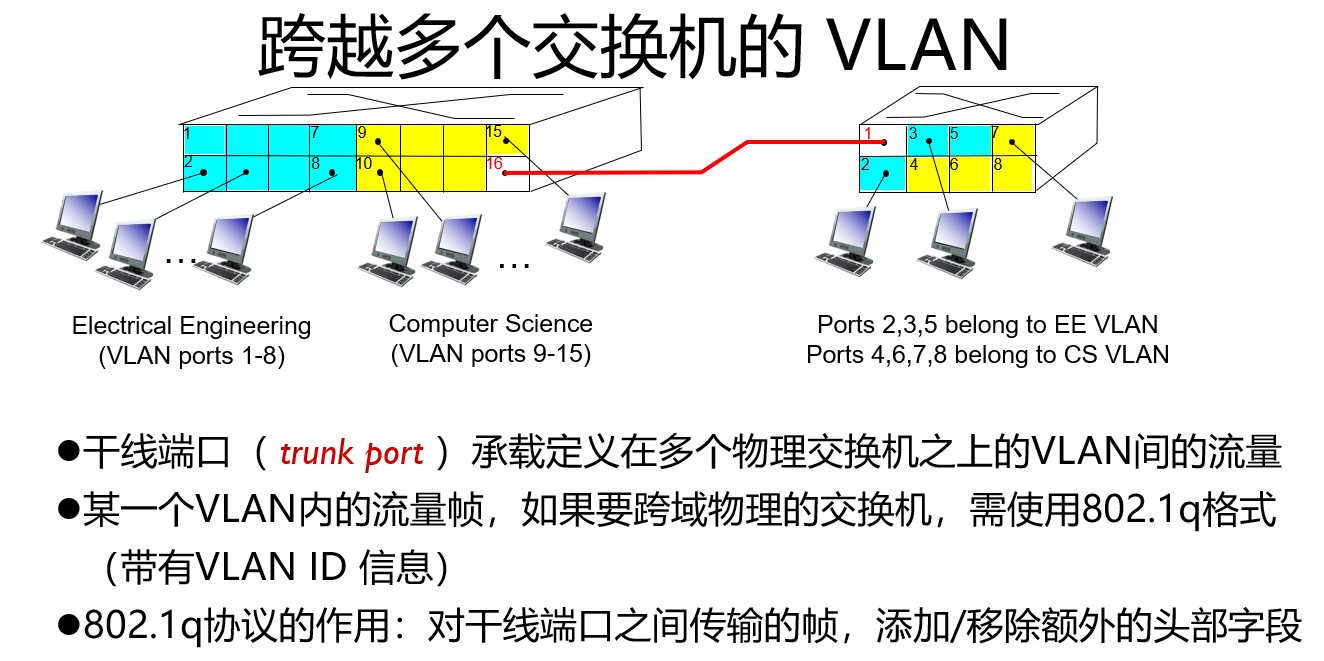 跨越多个交换机的 VLAN
1 7 9 15
2 8 10 16
1 3 5 7
2 4 6 8
… …
Electrical Engineering
(VLAN ports 1-8)
Computer Science
(VLAN ports 9-15)
Ports 2,3,5 belong to EE VLAN
Ports 4,6,7,8 belong to CS VLAN
●干线端口（ trunk port ）承载定义在多个物理交换机之上的VLAN间的流量
●某一个VLAN内的流量帧，如果要跨域物理的交换机，需使用802.1q格式
（带有VLAN ID 信息）
●802.1q协议的作用：对干线端口之间传输的帧，添加/移除额外的头部字段